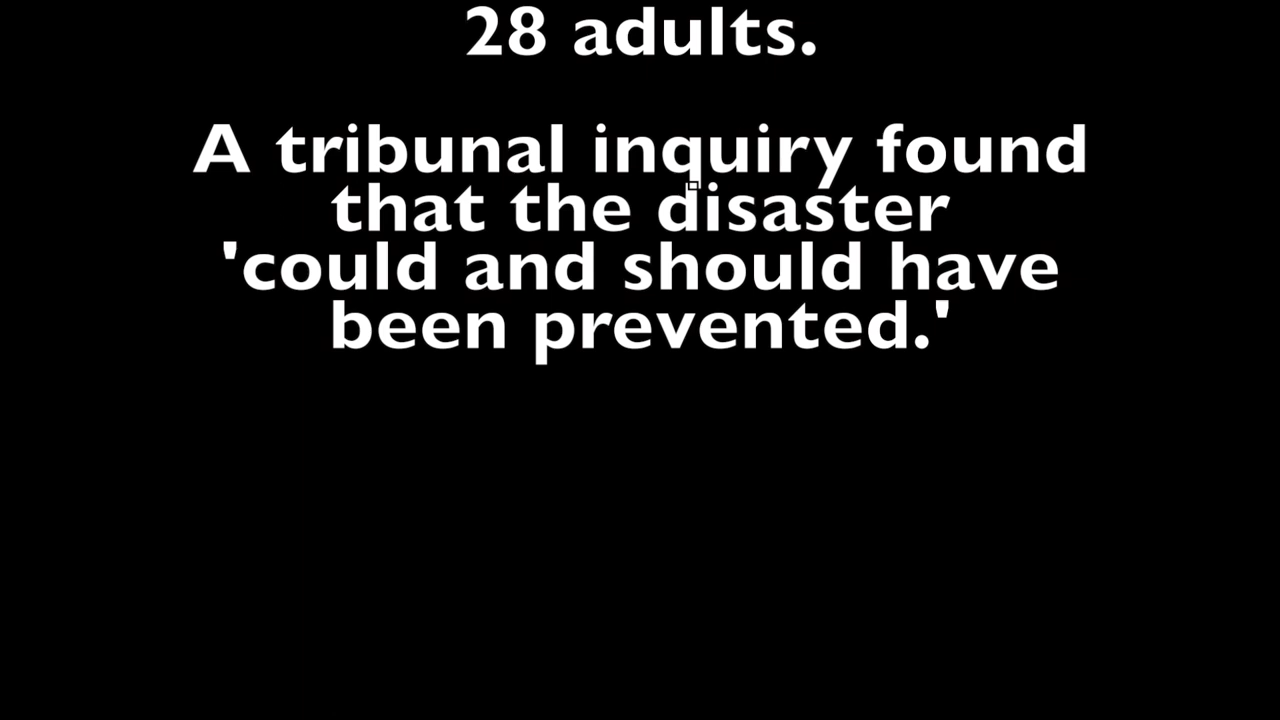 28 adults.
A tribunal inquiry found
that the disaster
'could and should have
been prevented.'